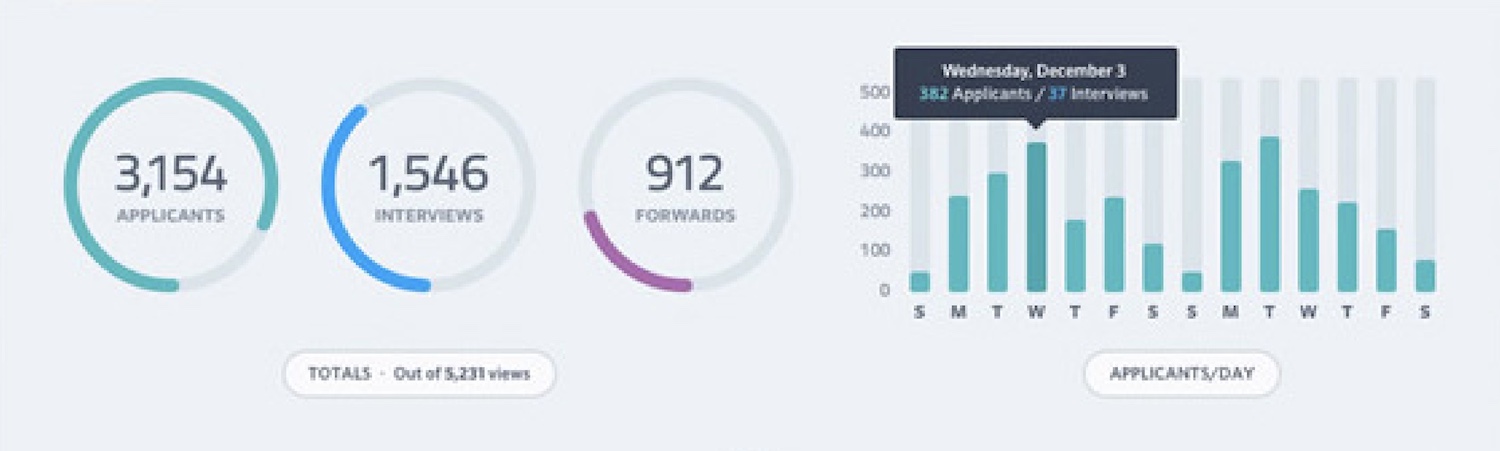 3,154
APPLICANTS
1,546
INTERVIEWS
912
FORWARDS
TOTALS · Out of 5,231 views
Wednesday, December 3
382 Applicants / 37 Interviews
500
400
300
200
100
0
S M T W T F S S M T W T F S
APPLICANTS/DAY